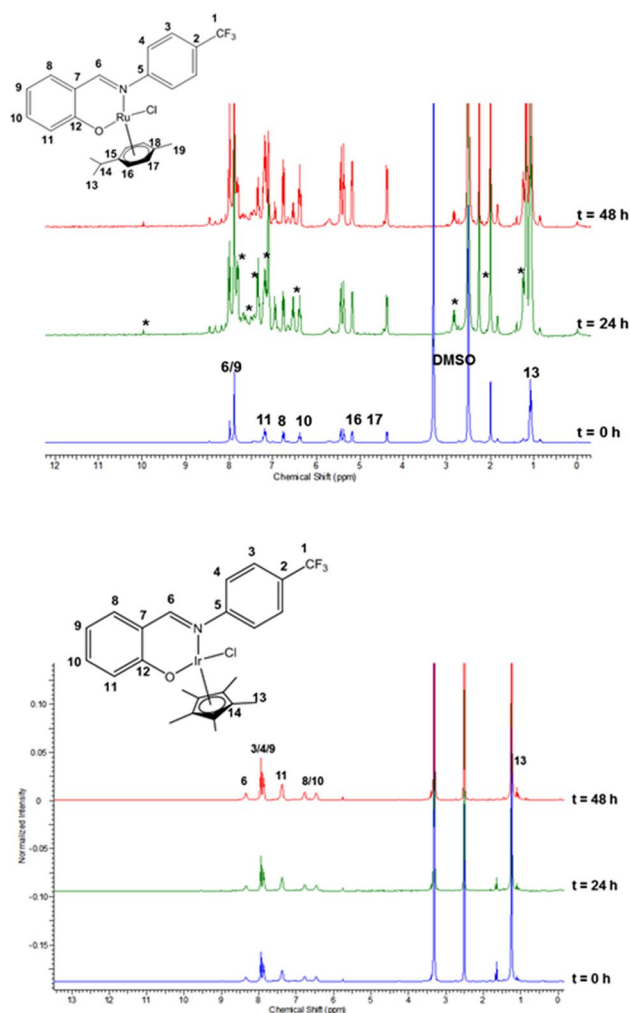 1
CF3
3
4
2
8
6
5
9
7
N
10
12
Ru
Cl
11
O
18
15
19
17
14
16
13
t = 48 h
*
*
*
*
*
*
*
*
*
t = 24 h
DMSO
6/9
13
11
8
10
16
17
t = 0 h
12 11 10 9 8 7 6 5 4 3 2 1 0
Chemical Shift (ppm)
1
3
CF3
4
2
8
6
5
9
7
N
10
12
Ir
Cl
11
O
13
14
0.10
0.05
0
-0.05
-0.10
-0.15
Normalized Intensity
3/4/9
6
11
8/10
13
t = 48 h
t = 24 h
t = 0 h
13 12 11 10 9 8 7 6 5 4 3 2 1 0
Chemical Shift (ppm)